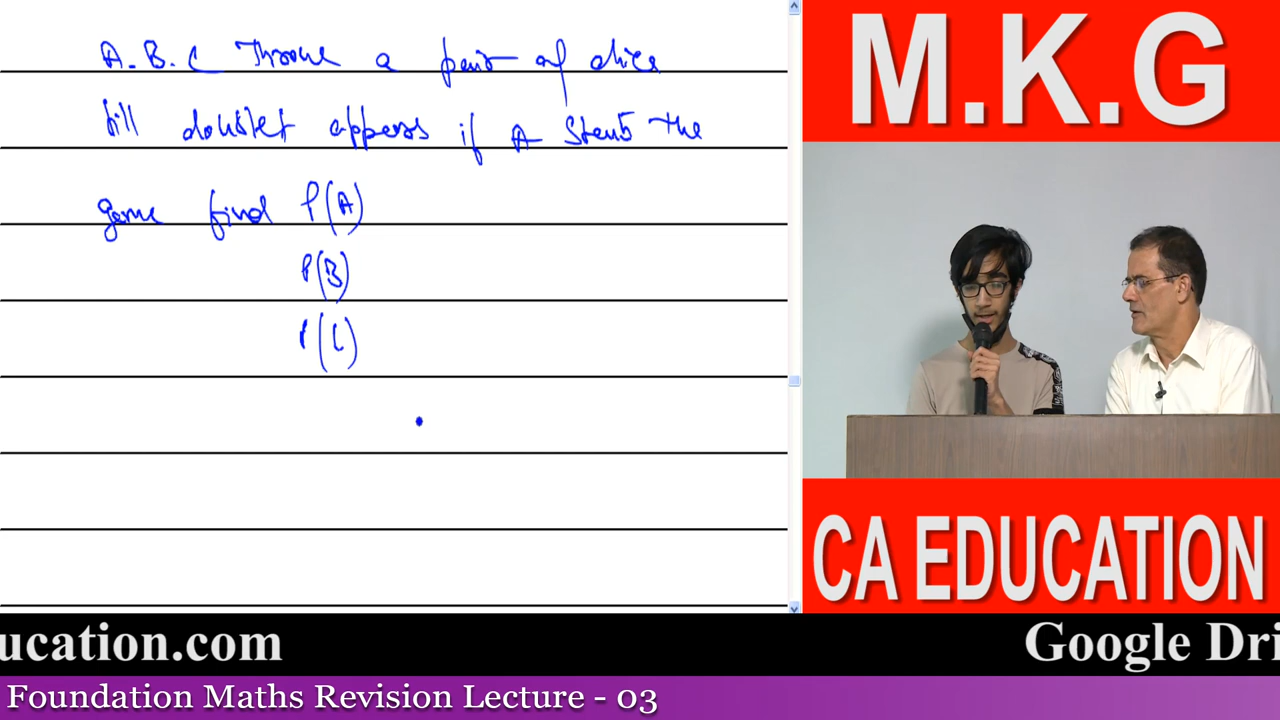 A. B. C Throw a pair of dice
till doublet appears if A starts the
game find P(A)
P(B)
P(C)
M.K.G
CA EDUCATION
ucation.com
Google Dri
Foundation Maths Revision Lecture - 03